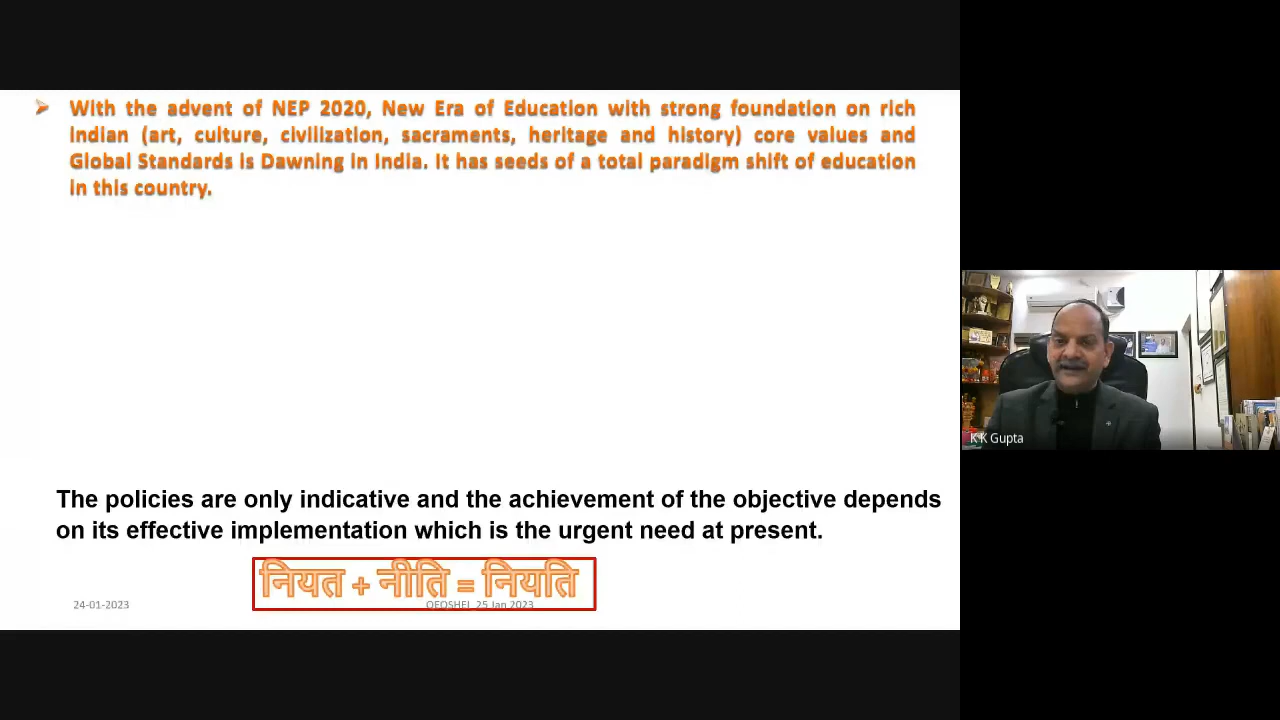 With the advent of NEP 2020, New Era of Education with strong foundation on rich
Indian (art, culture, civilization, sacraments, heritage and history) core values and
Global Standards is Dawning in India. It has seeds of a total paradigm shift of education
in this country.
K K Gupta
The policies are only indicative and the achievement of the objective depends
on its effective implementation which is the urgent need at present.
नियत + नीति = नियति
24-01-2023
25 Jan 2023